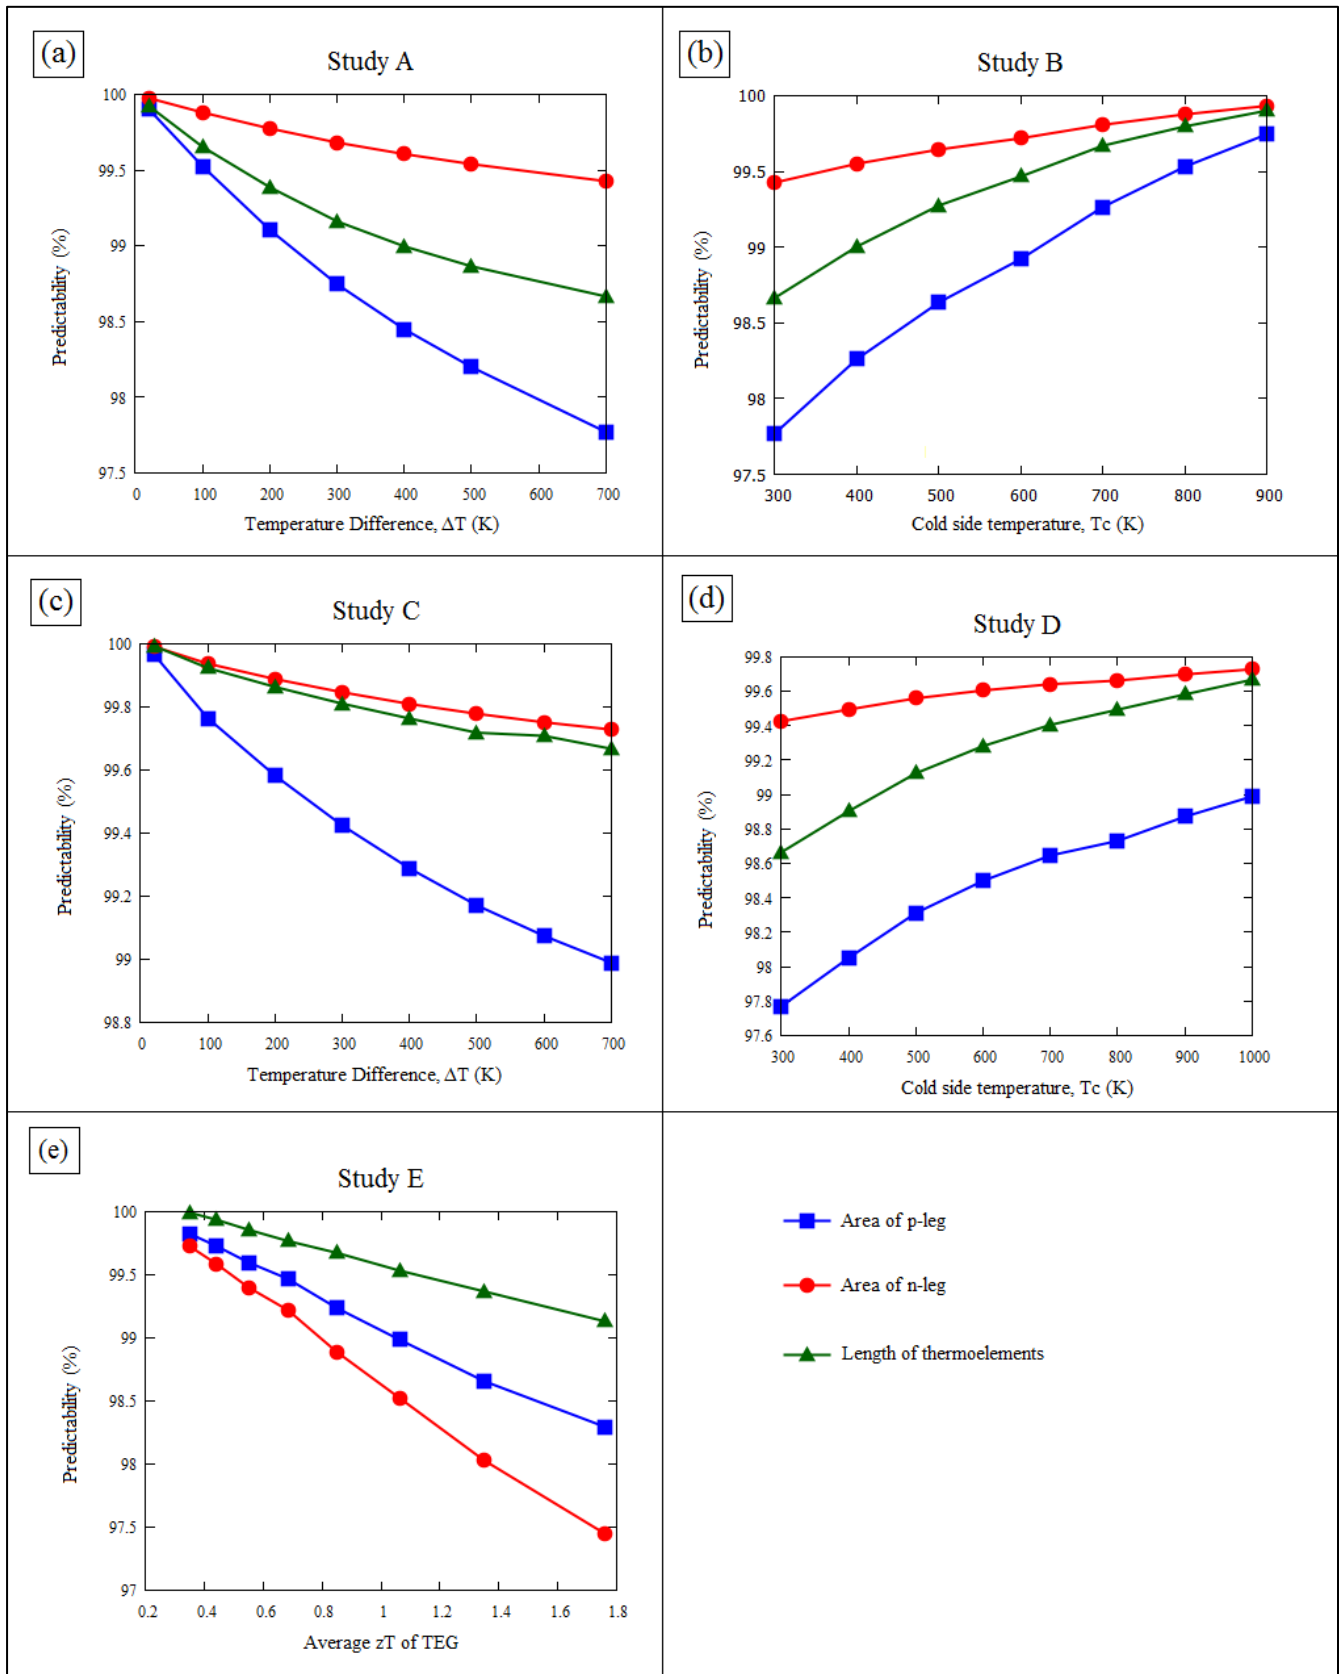 (a)
Study A
100
99.5
99
98.5
98
97.5
Predictability (%)
0 100 200 300 400 500 600 700
Temperature Difference, ΔT (K)
(b)
Study B
100
99.5
99
98.5
98
97.5
Predictability (%)
300 400 500 600 700 800 900
Cold side temperature, Tc (K)
(c)
Study C
100
99.8
99.6
99.4
99.2
99
98.8
Predictability (%)
0 100 200 300 400 500 600 700
Temperature Difference, ΔT (K)
(d)
Study D
99.8
99.6
99.4
99.2
99
98.8
98.6
98.4
98.2
98
97.8
97.6
Predictability (%)
300 400 500 600 700 800 900 1000
Cold side temperature, Tc (K)
(e)
Study E
100
99.5
99
98.5
98
97.5
97
Predictability (%)
0.2 0.4 0.6 0.8 1 1.2 1.4 1.6 1.8
Average zT of TEG
Area of p-leg
Area of n-leg
Length of thermoelements